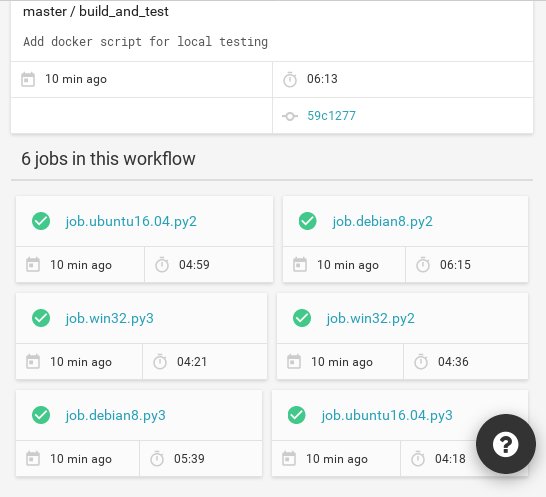 master / build_and_test
Add docker script for local testing
10 min ago 06:13
59c1277
6 jobs in this workflow
job.ubuntu16.04.py2 job.debian8.py2
10 min ago 04:59 10 min ago 06:15
job.win32.py3 job.win32.py2
10 min ago 04:21 10 min ago 04:36
job.debian8.py3 job.ubuntu16.04.py3
10 min ago 05:39 10 min ago 04:18
?